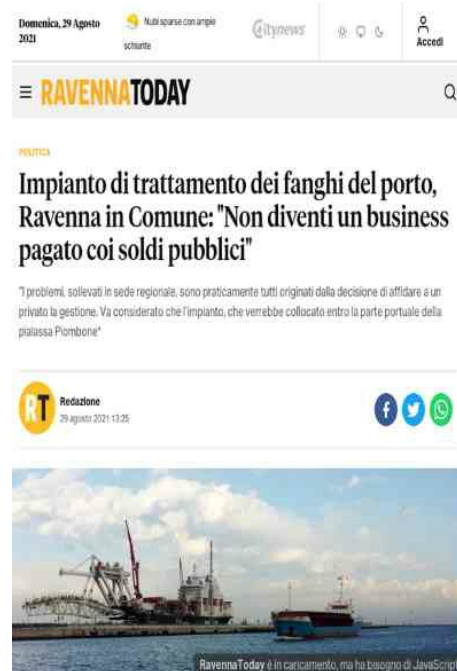 Domenica, 29 Agosto
2021
Nubi sparse con ampie
schiarite
Citynews
Accedi
RAVENNATODAY
POLITICA
Impianto di trattamento dei fanghi del porto,
Ravenna in Comune: "Non diventi un business
pagato coi soldi pubblici"
"I problemi, sollevati in sede regionale, sono praticamente tutti originati dalla decisione di affidare a un
privato la gestione. Va considerato che l'impianto, che verrebbe collocato entro la parte portuale della
pialassa Piombone"
RT
Redazione
29 agosto 2021 13:25
RavennaToday è in caricamento, ma ha bisogno di JavaScript